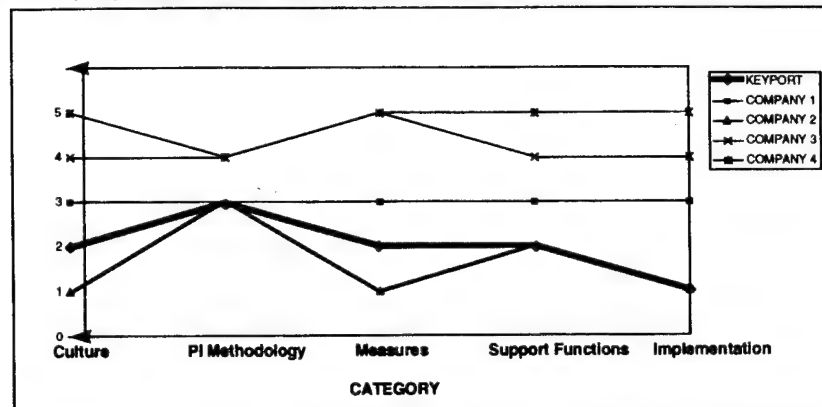 5
4
3
2
1
0
Culture PI Methodology Measures Support Functions Implementation
CATEGORY
KEYPORT
COMPANY 1
COMPANY 2
COMPANY 3
COMPANY 4